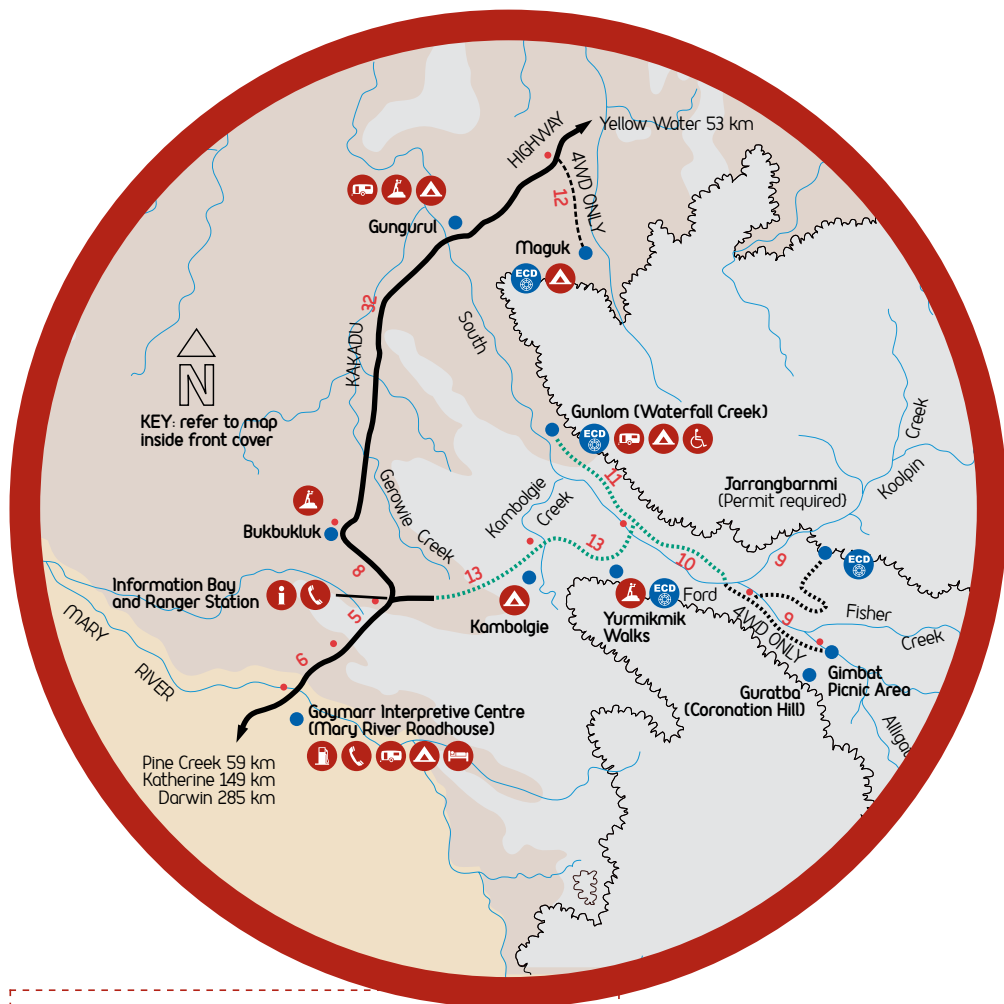 Yellow Water 53 km
HIGHWAY
4WD ONLY
12
Gungurul
Maguk
ECD
32
South
KAKADU
N
KEY: refer to map
inside front cover
Gunlom (Waterfall Creek)
ECD
11
Creek
Koolpin
Jarrangbarnmi
(Permit required)
Gerowie Creek
Kambolgie
Creek
Bukbukluk
13
13
10
9
ECD
8
Information Bay
and Ranger Station
i
5
Kambolgie
ECD
Ford
Yurmikmik
Walks
4WD ONLY
9
Fisher
Creek
MARY
RIVER
6
Gimbat
Picnic Area
Guratba
(Coronation Hill)
Goymarr Interpretive Centre
(Mary River Roadhouse)
Pine Creek 59 km
Katherine 149 km
Darwin 285 km